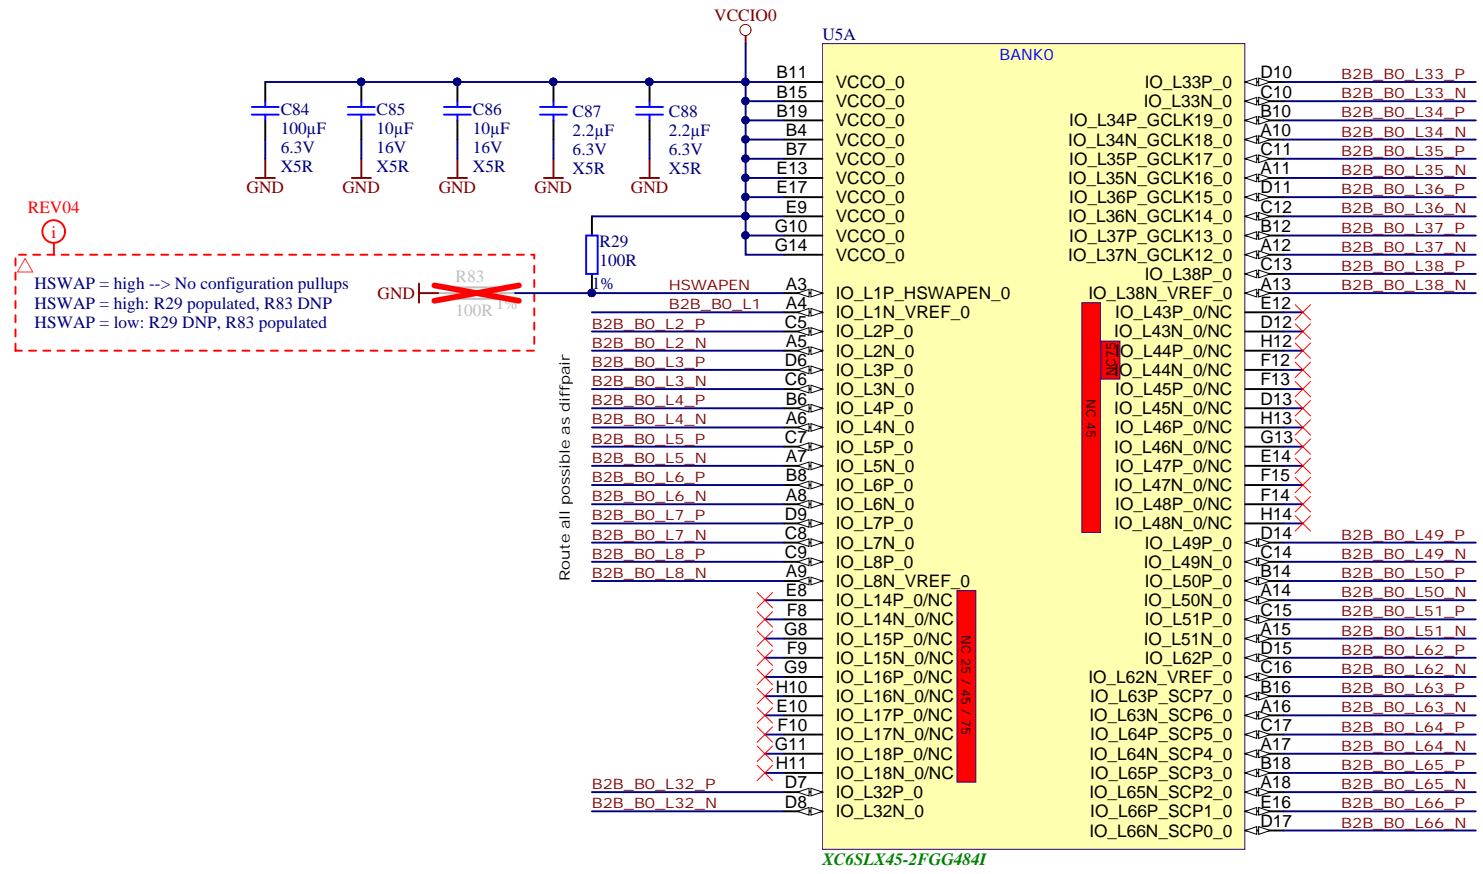 VCCIO0
U5A
BANK0
C84
100µF
6.3V
X5R
GND
C85
10µF
16V
X5R
GND
C86
10µF
16V
X5R
GND
C87
2.2µF
6.3V
X5R
GND
C88
2.2µF
6.3V
X5R
GND
REV04
i
HSWAP = high --> No configuration pullups
HSWAP = high: R29 populated, R83 DNP
HSWAP = low: R29 DNP, R83 populated
GND
R83
100R
1%
R29
100R
1%
Route all possible as diffpair
B11 VCCO_0
B15 VCCO_0
B19 VCCO_0
B4 VCCO_0
B7 VCCO_0
E13 VCCO_0
E17 VCCO_0
E9 VCCO_0
G10 VCCO_0
G14 VCCO_0
HSWAPEN A3 IO_L1P_HSWAPEN_0
B2B_B0_L1 A4 IO_L1N_VREF_0
B2B_B0_L2_P C5 IO_L2P_0
B2B_B0_L2_N A5 IO_L2N_0
B2B_B0_L3_P D6 IO_L3P_0
B2B_B0_L3_N C6 IO_L3N_0
B2B_B0_L4_P B6 IO_L4P_0
B2B_B0_L4_N A6 IO_L4N_0
B2B_B0_L5_P C7 IO_L5P_0
B2B_B0_L5_N A7 IO_L5N_0
B2B_B0_L6_P B8 IO_L6P_0
B2B_B0_L6_N A8 IO_L6N_0
B2B_B0_L7_P D9 IO_L7P_0
B2B_B0_L7_N C8 IO_L7N_0
B2B_B0_L8_P C9 IO_L8P_0
B2B_B0_L8_N A9 IO_L8N_VREF_0
E8 IO_L14P_0/NC
F8 IO_L14N_0/NC
G8 IO_L15P_0/NC
F9 IO_L15N_0/NC
G9 IO_L16P_0/NC
H10 IO_L16N_0/NC
E10 IO_L17P_0/NC
F10 IO_L17N_0/NC
G11 IO_L18P_0/NC
H11 IO_L18N_0/NC
NC 25 / 45 / 75
B2B_B0_L32_P D7 IO_L32P_0
B2B_B0_L32_N D8 IO_L32N_0
IO_L33P_0 D10 B2B_B0_L33_P
IO_L33N_0 C10 B2B_B0_L33_N
IO_L34P_GCLK19_0 B10 B2B_B0_L34_P
IO_L34N_GCLK18_0 A10 B2B_B0_L34_N
IO_L35P_GCLK17_0 C11 B2B_B0_L35_P
IO_L35N_GCLK16_0 A11 B2B_B0_L35_N
IO_L36P_GCLK15_0 D11 B2B_B0_L36_P
IO_L36N_GCLK14_0 C12 B2B_B0_L36_N
IO_L37P_GCLK13_0 B12 B2B_B0_L37_P
IO_L37N_GCLK12_0 A12 B2B_B0_L37_N
IO_L38P_0 C13 B2B_B0_L38_P
IO_L38N_VREF_0 A13 B2B_B0_L38_N
IO_L43P_0/NC E12
IO_L43N_0/NC D12
IO_L44P_0/NC H12
IO_L44N_0/NC F12
IO_L45P_0/NC F13
IO_L45N_0/NC D13
IO_L46P_0/NC H13
IO_L46N_0/NC G13
IO_L47P_0/NC E14
IO_L47N_0/NC F15
IO_L48P_0/NC F14
IO_L48N_0/NC H14
NC 45
NC75
IO_L49P_0 D14 B2B_B0_L49_P
IO_L49N_0 C14 B2B_B0_L49_N
IO_L50P_0 B14 B2B_B0_L50_P
IO_L50N_0 A14 B2B_B0_L50_N
IO_L51P_0 C15 B2B_B0_L51_P
IO_L51N_0 A15 B2B_B0_L51_N
IO_L62P_0 D15 B2B_B0_L62_P
IO_L62N_VREF_0 C16 B2B_B0_L62_N
IO_L63P_SCP7_0 B16 B2B_B0_L63_P
IO_L63N_SCP6_0 A16 B2B_B0_L63_N
IO_L64P_SCP5_0 C17 B2B_B0_L64_P
IO_L64N_SCP4_0 A17 B2B_B0_L64_N
IO_L65P_SCP3_0 B18 B2B_B0_L65_P
IO_L65N_SCP2_0 A18 B2B_B0_L65_N
IO_L66P_SCP1_0 E16 B2B_B0_L66_P
IO_L66N_SCP0_0 D17 B2B_B0_L66_N
XC6SLX45-2FGG484I